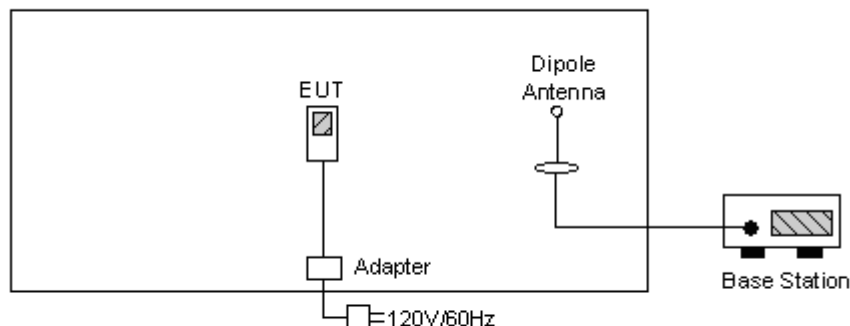 Dipole
Antenna
EUT
Adapter
Base Station
120V/60Hz